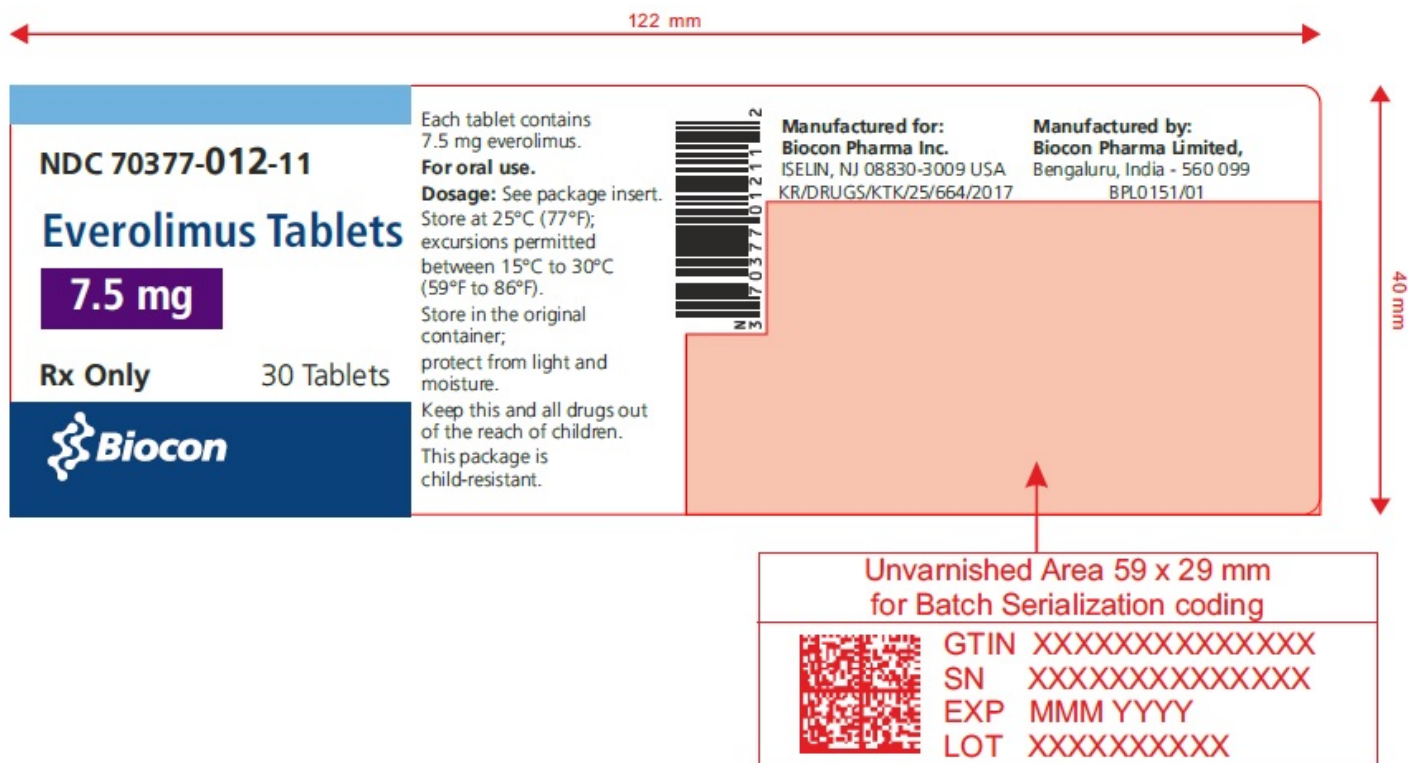 122 mm
NDC 70377-012-11
Everolimus Tablets
7.5 mg
Rx Only 30 Tablets
Biocon
Each tablet contains
7.5 mg everolimus.
For oral use.
Dosage: See package insert.
Store at 25°C (77°F);
excursions permitted
between 15°C to 30°C
(59°F to 86°F).
Store in the original
container;
protect from light and
moisture.
Keep this and all drugs out
of the reach of children.
This package is
child-resistant.
N
3 70377 01211 2
Manufactured for:
Biocon Pharma Inc.
ISELIN, NJ 08830-3009 USA
KR/DRUGS/KTK/25/664/2017
Manufactured by:
Biocon Pharma Limited,
Bengaluru, India - 560 099
BPL0151/01
40 mm
Unvarnished Area 59 x 29 mm
for Batch Serialization coding
GTIN XXXXXXXXXXXXXX
SN XXXXXXXXXXXXXX
EXP MMM YYYY
LOT XXXXXXXXXX